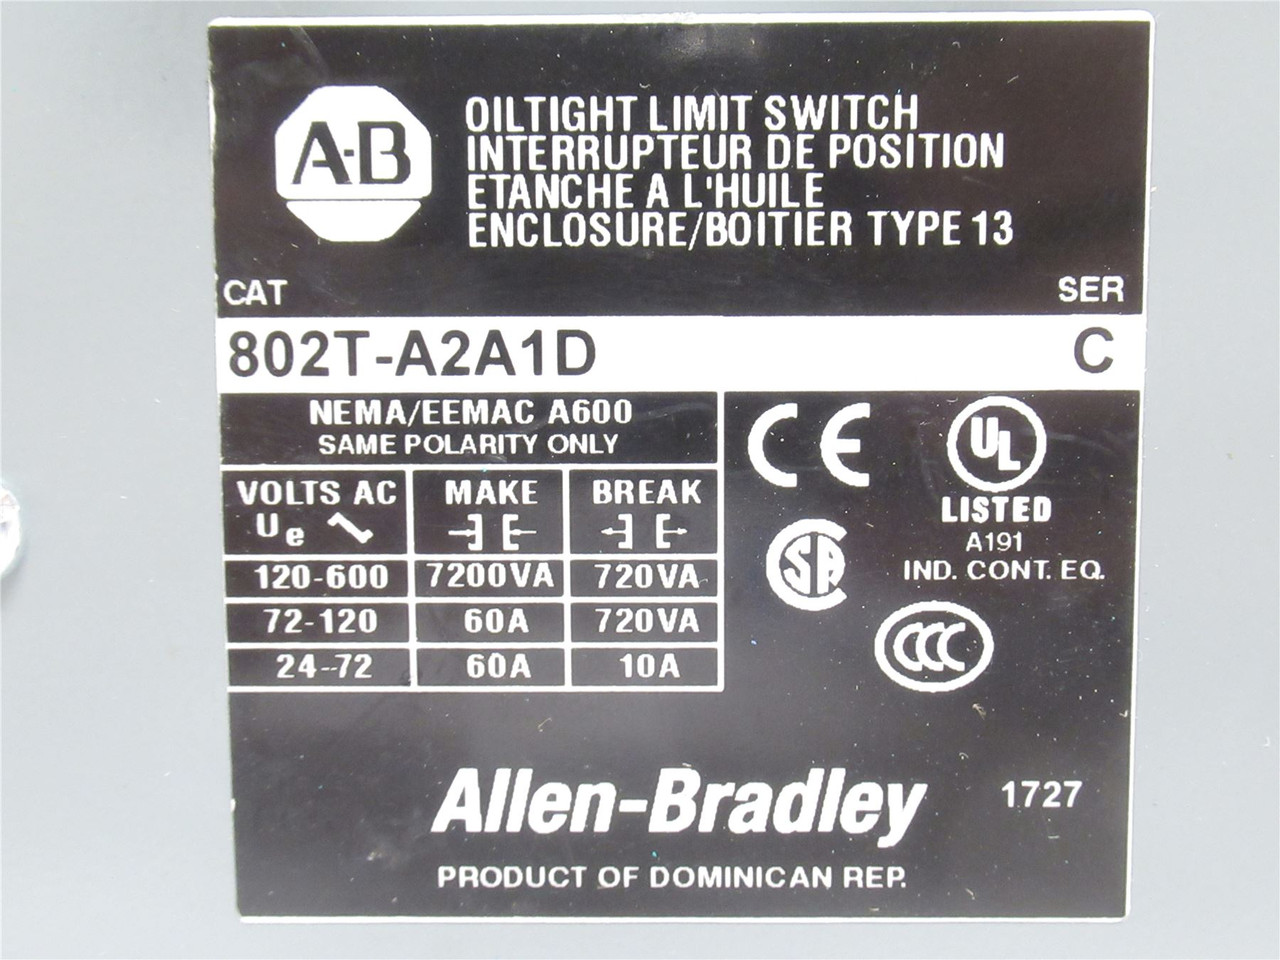 A-B
OILTIGHT LIMIT SWITCH
INTERRUPTEUR DE POSITION
ETANCHE A L'HUILE
ENCLOSURE/BOITIER TYPE 13
CAT SER
802T-A2A1D C
NEMA/EEMAC A600
SAME POLARITY ONLY
VOLTS AC MAKE BREAK
Ue
120-600 7200VA 720VA
72-120 60A 720VA
24--72 60A 10A
CE UL
LISTED
A191
IND. CONT. EQ.
SA
CCC
Allen-Bradley 1727
PRODUCT OF DOMINICAN REP.